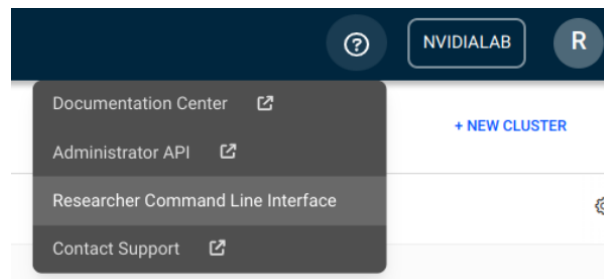 NVIDIALAB
R
Documentation Center
+ NEW CLUSTER
Administrator API
Researcher Command Line Interface
Contact Support